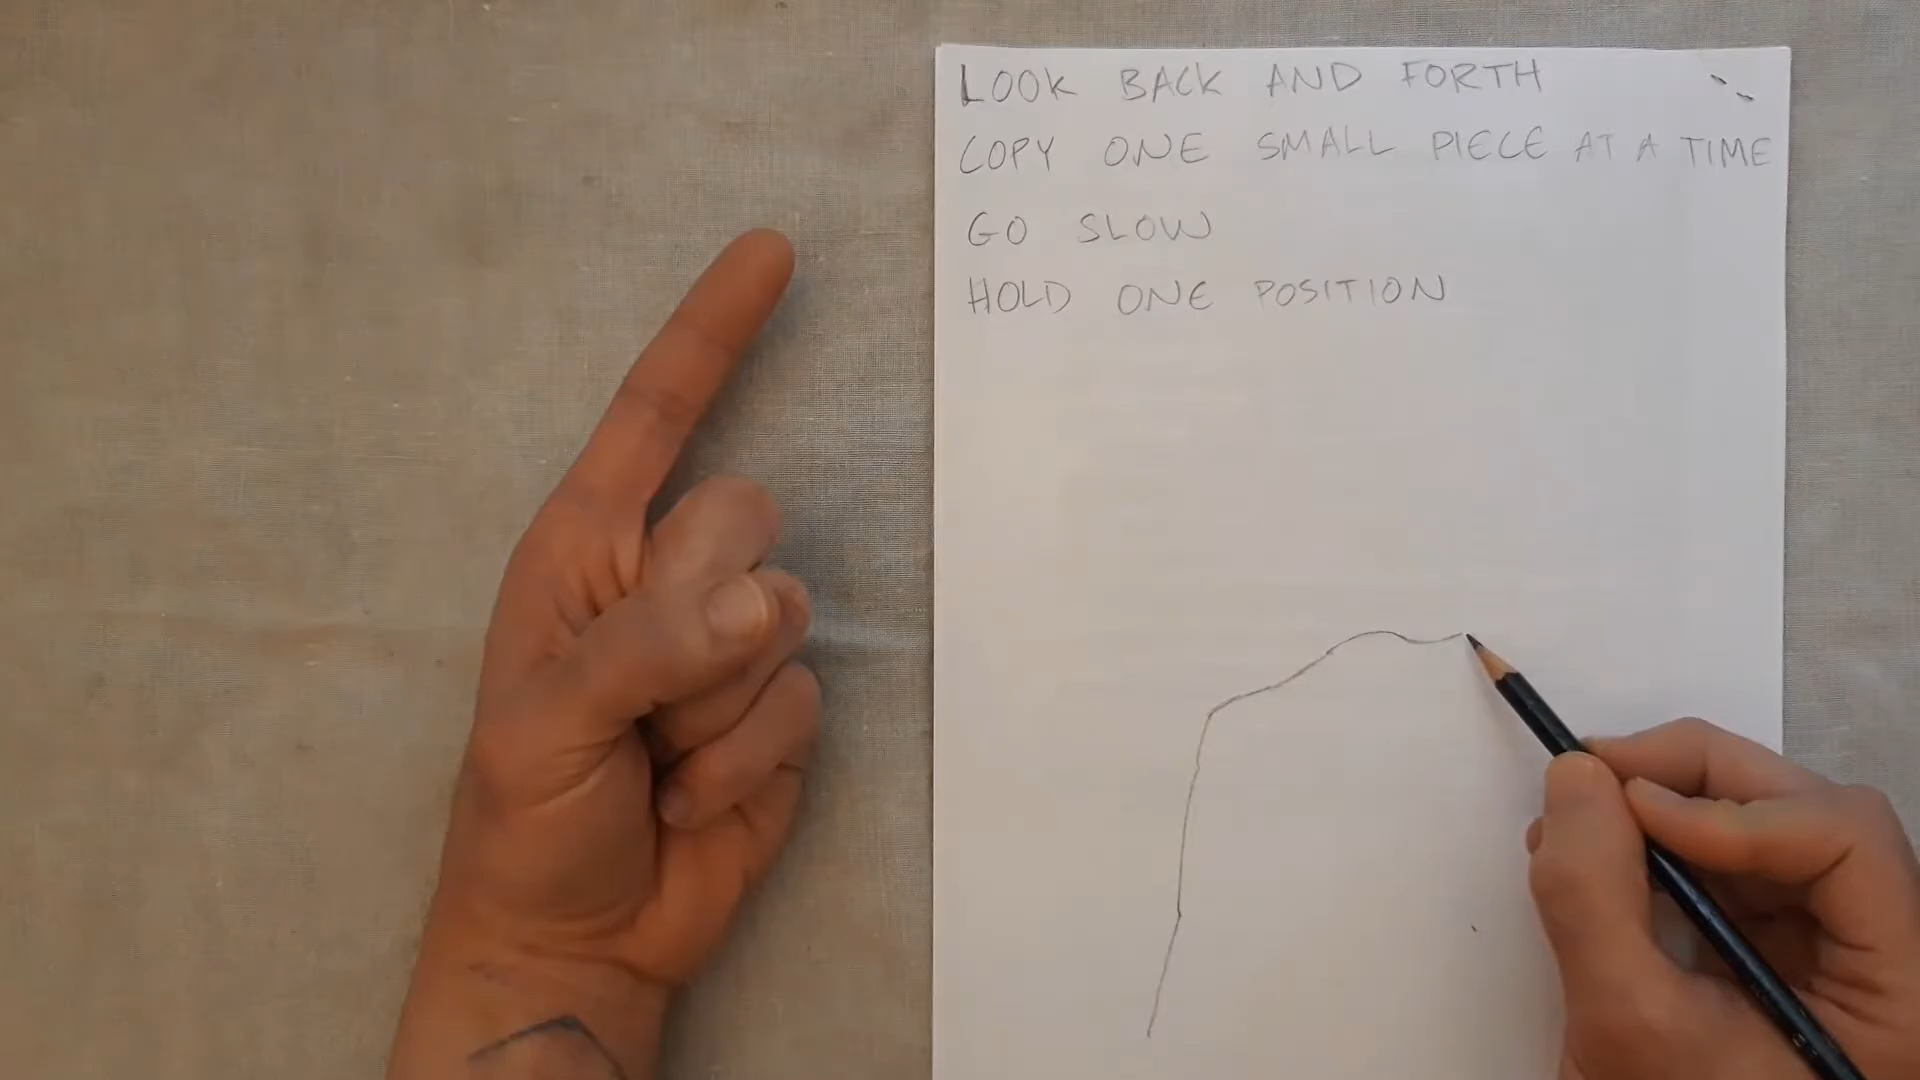 LOOK BACK AND FORTH
COPY ONE SMALL PIECE AT A TIME
GO SLOW
HOLD ONE POSITION